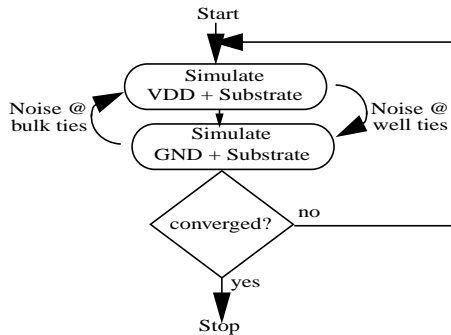 Start
Simulate
VDD + Substrate
Noise @
bulk ties
Noise @
well ties
Simulate
GND + Substrate
converged?
no
yes
Stop